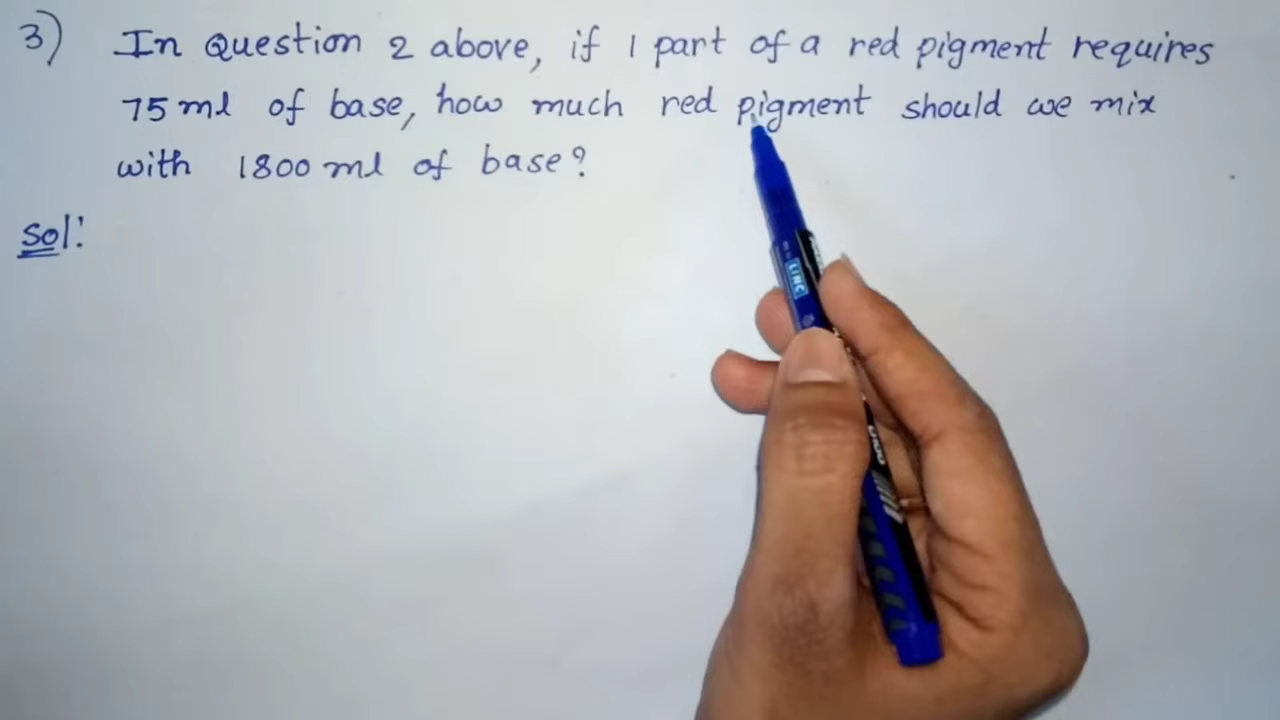 3) In Question 2 above, if 1 part of a red pigment requires
75 ml of base, how much red pigment should we mix
with 1800 ml of base?
Sol:
LINC